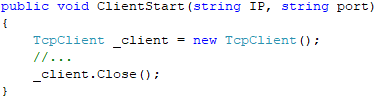 public void ClientStart(string IP, string port)
{
    TcpClient _client = new TcpClient();
    //...
    _client.Close();
}